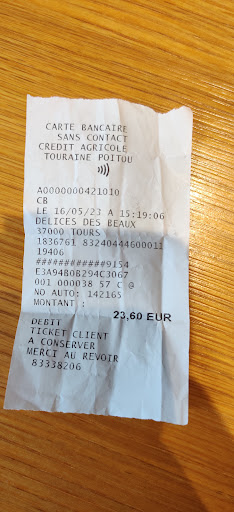 CARTE BANCAIRE
SANS CONTACT
CREDIT AGRICOLE
TOURAINE POITOU
A0000000421010
CB
LE 16/05/23 A 15:19:06
DELICES DES BEAUX
37000 TOURS
1836761 83240444600011
19406
############9154
E3A94B0B294C3067
001 000038 57 C @
NO AUTO: 142165
MONTANT :
23,60 EUR
DEBIT
TICKET CLIENT
A CONSERVER
MERCI AU REVOIR
83338206